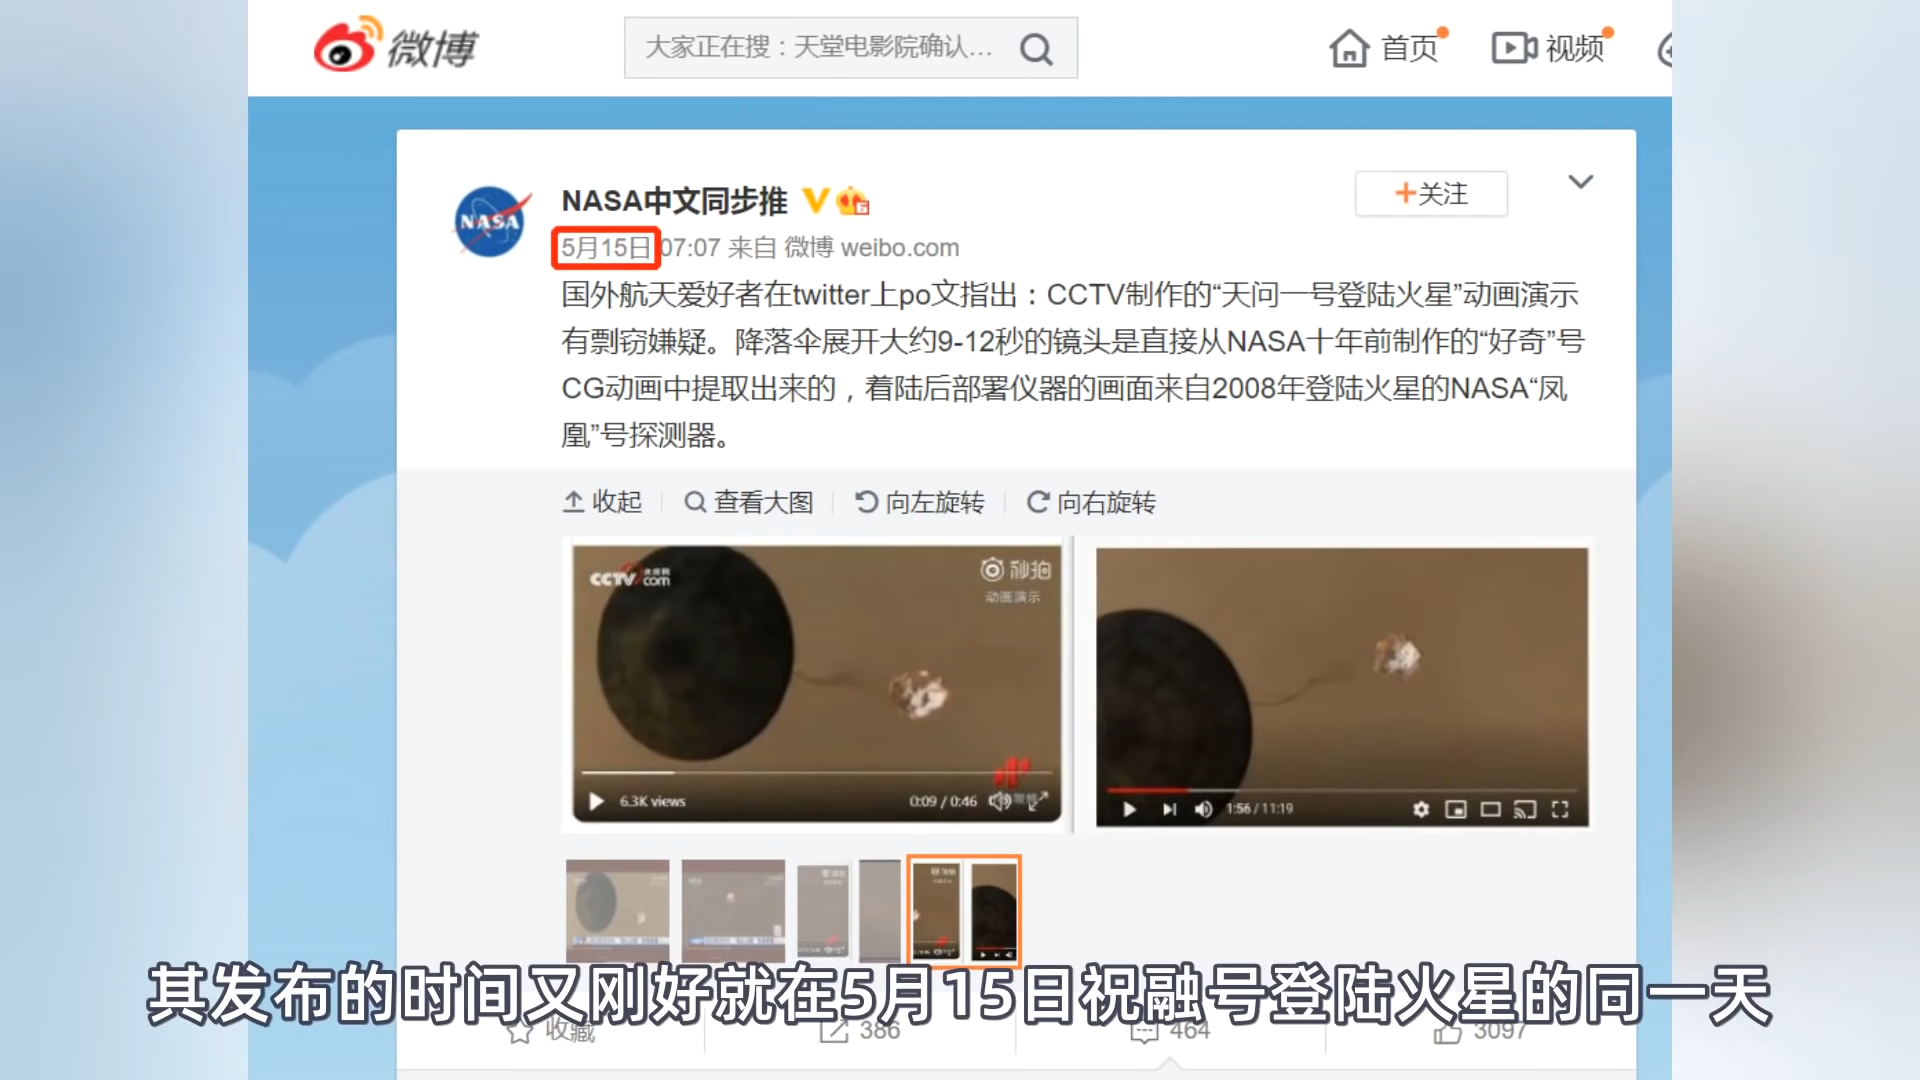 微博
大家正在搜：天堂电影院确认...
首页
视频
NASA
NASA中文同步推
+关注
5月15日 07:07 来自 微博 weibo.com
国外航天爱好者在twitter上po文指出：CCTV制作的“天问一号登陆火星”动画演示
有剽窃嫌疑。降落伞展开大约9-12秒的镜头是直接从NASA十年前制作的“好奇”号
CG动画中提取出来的，着陆后部署仪器的画面来自2008年登陆火星的NASA“凤
凰”号探测器。
收起
查看大图
向左旋转
向右旋转
CCTV com
秒拍
动画演示
6.3K views
0:09 / 0:46
1:56 / 11:19
其发布的时间又刚好就在5月15日祝融号登陆火星的同一天
收藏
386
464
3097